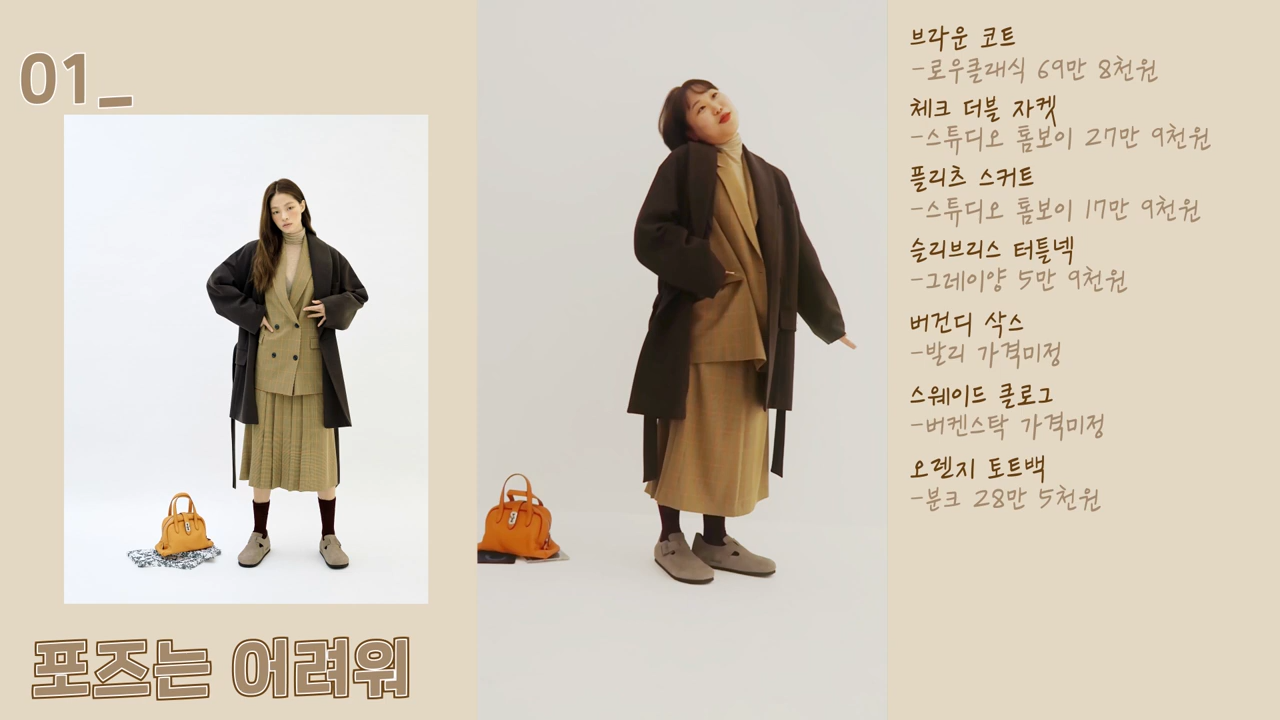 01_
포즈는 어려워
브라운 코트
-로우클래식 69만 8천원
체크 더블 자켓
-스튜디오 톰보이 27만 9천원
플리츠 스커트
-스튜디오 톰보이 17만 9천원
슬리브리스 터틀넥
-그레이양 5만 9천원
버건디 삭스
-발리 가격미정
스웨이드 클로그
-버켄스탁 가격미정
오렌지 토트백
-분크 28만 5천원